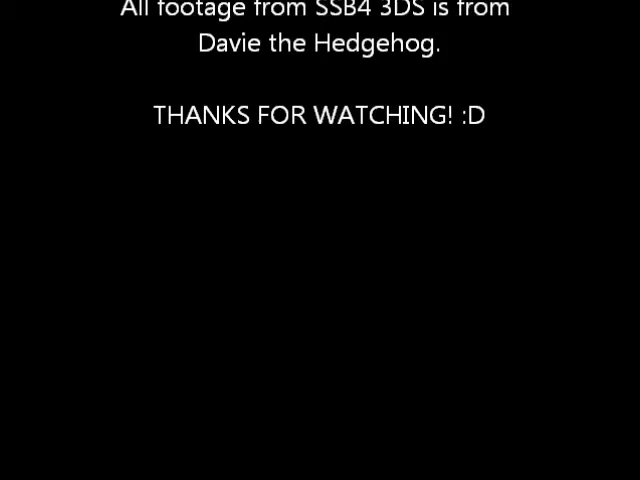 All footage from SSB4 3DS is from
Davie the Hedgehog.
THANKS FOR WATCHING! :D